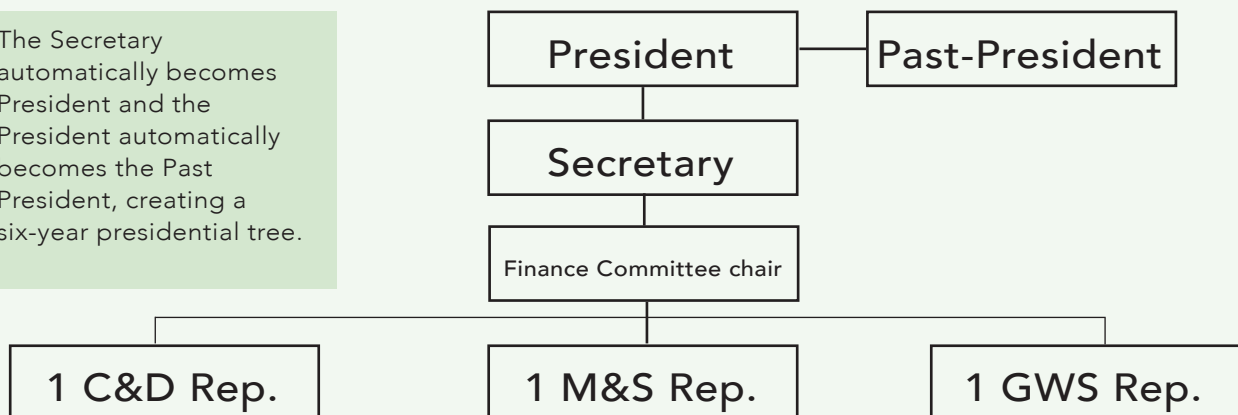 The Secretary
automatically becomes
President and the
President automatically
becomes the Past
President, creating a
six-year presidential tree.
President
Past-President
Secretary
Finance Committee chair
1 C&D Rep.
1 M&S Rep.
1 GWS Rep.